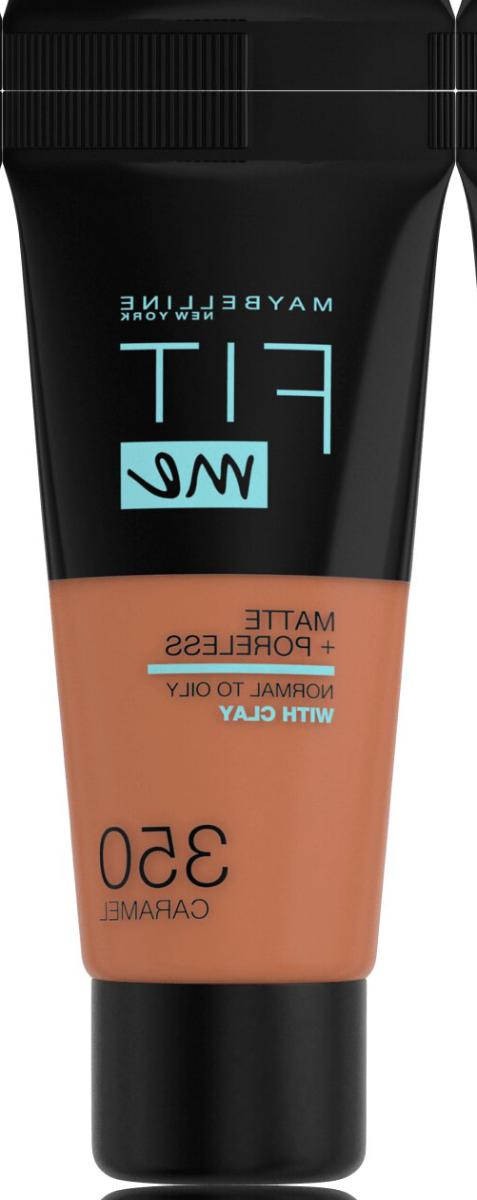 MAYBELLINE
NEW YORK
FIT
me
MATTE
+ PORELESS
NORMAL TO OILY
WITH CLAY
350
CARAMEL